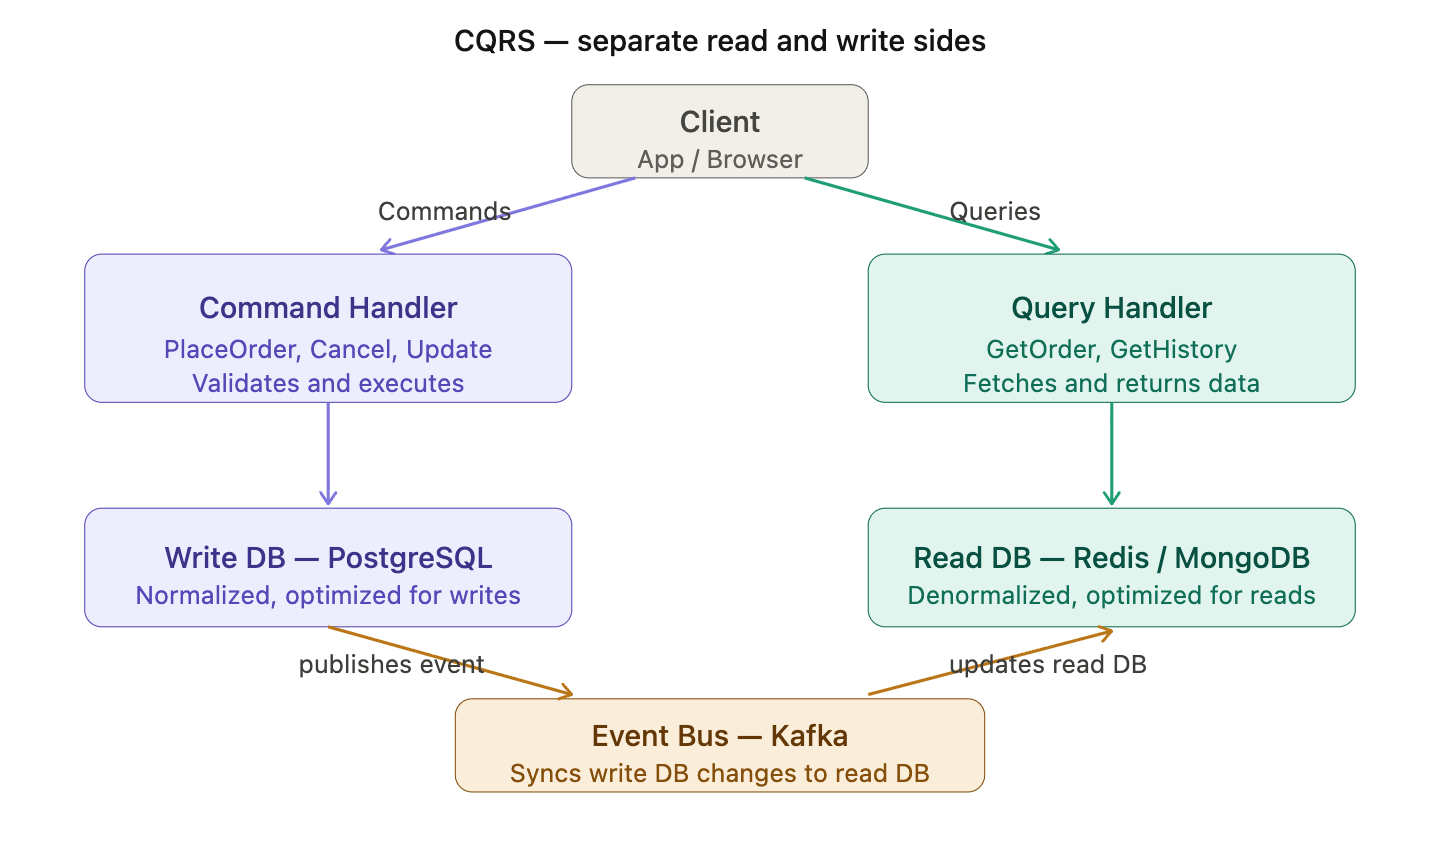 CQRS — separate read and write sides
Client
App / Browser
Commands
Queries
Command Handler
PlaceOrder, Cancel, Update
Validates and executes
Query Handler
GetOrder, GetHistory
Fetches and returns data
Write DB — PostgreSQL
Normalized, optimized for writes
Read DB — Redis / MongoDB
Denormalized, optimized for reads
publishes event
updates read DB
Event Bus — Kafka
Syncs write DB changes to read DB